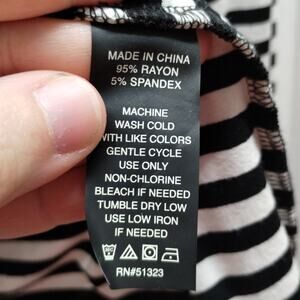 MADE IN CHINA
95% RAYON
5% SPANDEX
MACHINE
WASH COLD
WITH LIKE COLORS
GENTLE CYCLE
USE ONLY
NON-CHLORINE
BLEACH IF NEEDED
TUMBLE DRY LOW
USE LOW IRON
IF NEEDED
RN#51323